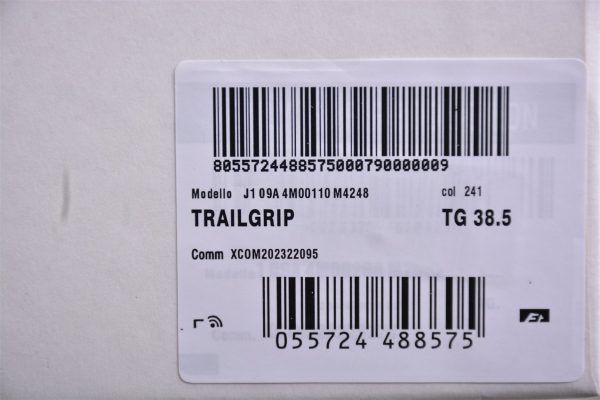 8055724488575000790000009
Modello J1 09A 4M00110 M4248 col 241
TRAILGRIP TG 38.5
Comm XCOM202322095
055724 488575